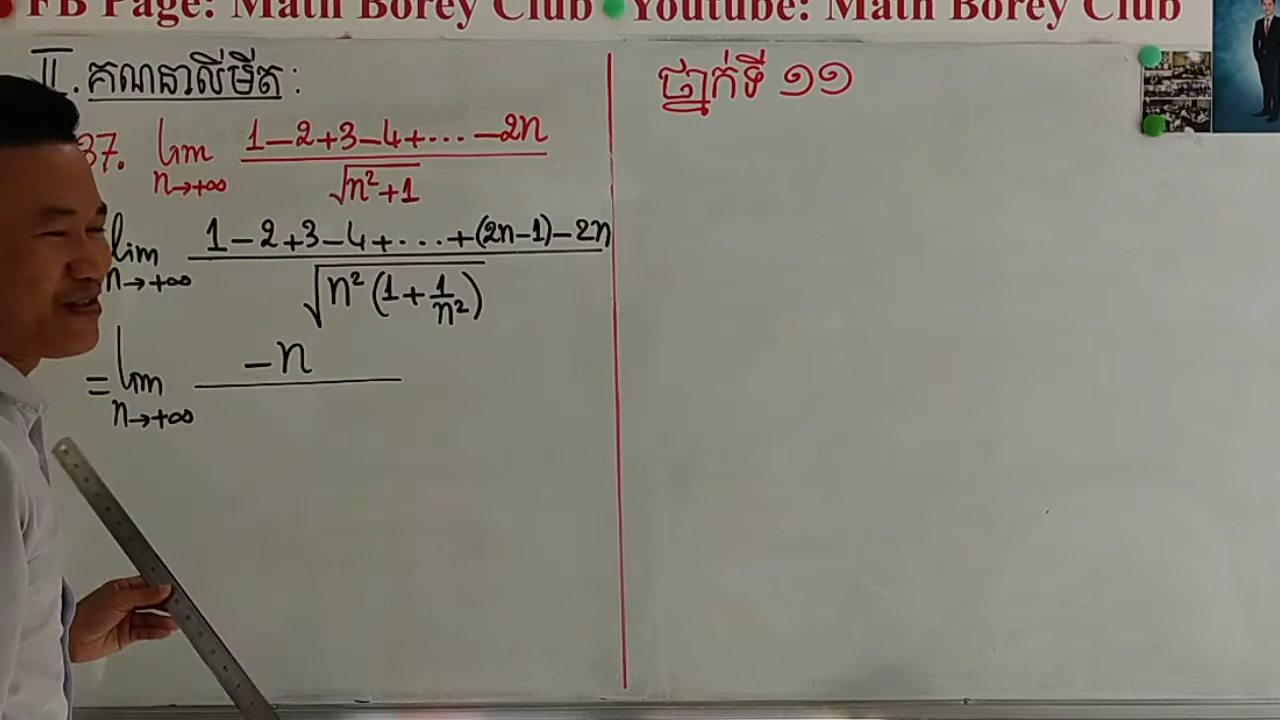 FB Page: Math Borey Club Youtube: Math Borey Club
II. គណនាលីមីត :
37. lim n→+∞ (1-2+3-4+...-2n)/√(n²+1)
lim n→+∞ (1-2+3-4+...+(2n-1)-2n)/√(n²(1+1/n²))
= lim n→+∞ -n
ថ្នាក់ទី ១១